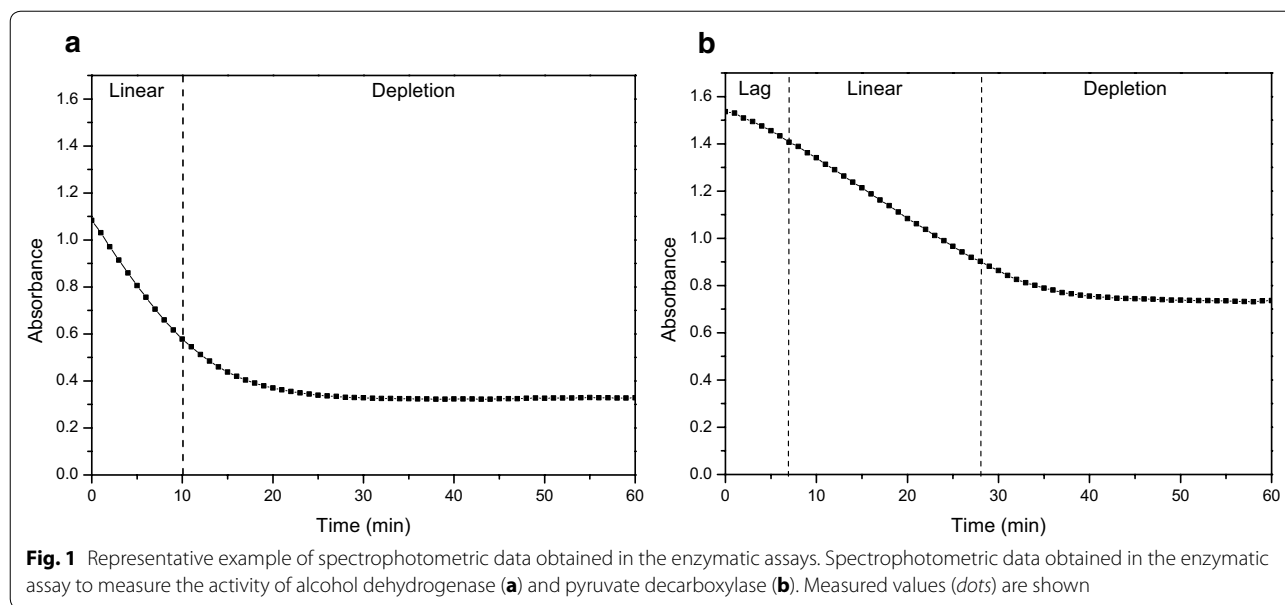 a
Linear
Depletion
1.6
1.4
1.2
1.0
0.8
0.6
0.4
0.2
0.0
Absorbance
0
10
20
30
40
50
60
Time (min)
b
Lag
Linear
Depletion
1.6
1.4
1.2
1.0
0.8
0.6
0.4
0.2
0.0
Absorbance
0
10
20
30
40
50
60
Time (min)
Fig. 1 Representative example of spectrophotometric data obtained in the enzymatic assays. Spectrophotometric data obtained in the enzymatic
assay to measure the activity of alcohol dehydrogenase (a) and pyruvate decarboxylase (b). Measured values (dots) are shown